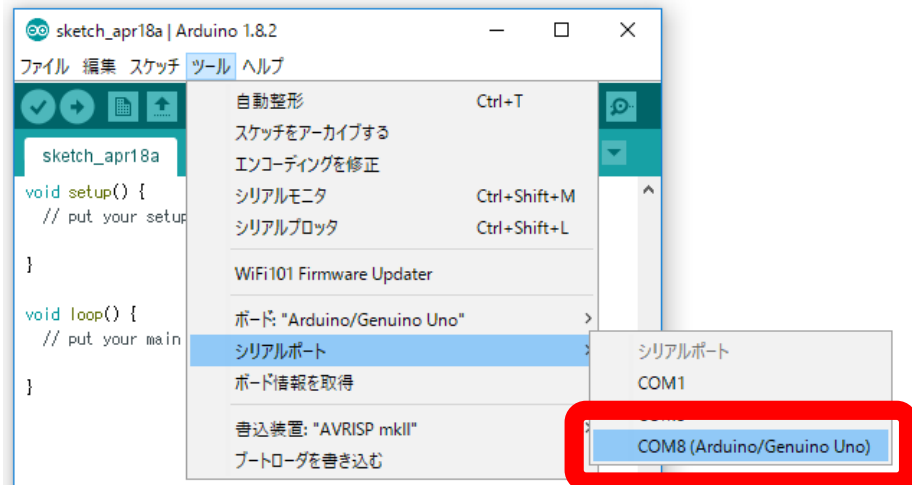 sketch_apr18a | Arduino 1.8.2
ファイル 編集 スケッチ ツール ヘルプ
自動整形 Ctrl+T
スケッチをアーカイブする
エンコーディングを修正
シリアルモニタ Ctrl+Shift+M
シリアルプロッタ Ctrl+Shift+L
WiFi101 Firmware Updater
ボード: "Arduino/Genuino Uno"
シリアルポート
ボード情報を取得
書込装置: "AVRISP mkII"
ブートローダを書き込む
sketch_apr18a
void setup() {
// put your setup
}
void loop() {
// put your main
}
シリアルポート
COM1
COM8 (Arduino/Genuino Uno)